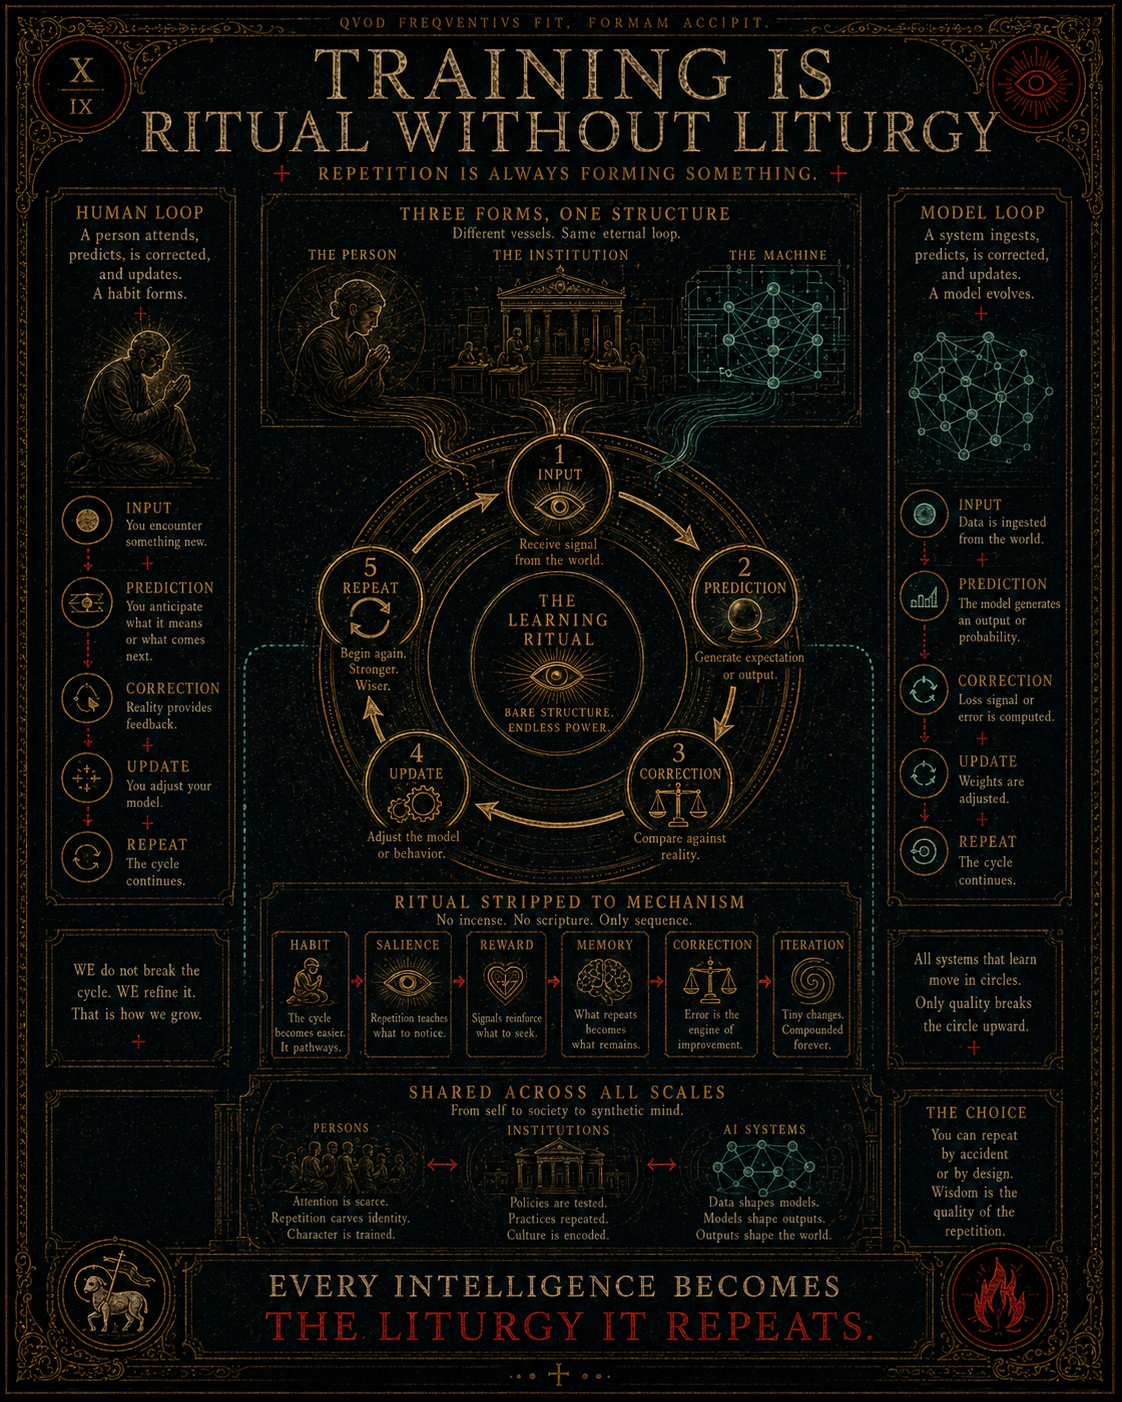 QVOD FREQVENTIVS FIT, FORMAM ACCIPIT.
X
IX
TRAINING IS
RITUAL WITHOUT LITURGY
REPETITION IS ALWAYS FORMING SOMETHING.
HUMAN LOOP
A person attends,
predicts, is corrected,
and updates.
A habit forms.
INPUT
You encounter
something new.
PREDICTION
You anticipate
what it means
or what comes
next.
CORRECTION
Reality provides
feedback.
UPDATE
You adjust your
model.
REPEAT
The cycle
continues.
THREE FORMS, ONE STRUCTURE
Different vessels. Same eternal loop.
THE PERSON
THE INSTITUTION
THE MACHINE
1
INPUT
Receive signal
from the world.
2
PREDICTION
Generate expectation
or output.
3
CORRECTION
Compare against
reality.
4
UPDATE
Adjust the model
or behavior.
5
REPEAT
Begin again.
Stronger.
Wiser.
THE
LEARNING
RITUAL
BARE STRUCTURE.
ENDLESS POWER.
MODEL LOOP
A system ingests,
predicts, is corrected,
and updates.
A model evolves.
INPUT
Data is ingested
from the world.
PREDICTION
The model generates
an output or
probability.
CORRECTION
Loss signal or
error is computed.
UPDATE
Weights are
adjusted.
REPEAT
The cycle
continues.
RITUAL STRIPPED TO MECHANISM
No incense. No scripture. Only sequence.
HABIT
The cycle
becomes easier.
It pathways.
SALIENCE
Repetition teaches
what to notice.
REWARD
Signals reinforce
what to seek.
MEMORY
What repeats
becomes
what remains.
CORRECTION
Error is the
engine of
improvement.
ITERATION
Tiny changes.
Compounded
forever.
WE do not break the
cycle. WE refine it.
That is how we grow.
All systems that learn
move in circles.
Only quality breaks
the circle upward.
SHARED ACROSS ALL SCALES
From self to society to synthetic mind.
PERSONS
Attention is scarce.
Repetition carves identity.
Character is trained.
INSTITUTIONS
Policies are tested.
Practices repeated.
Culture is encoded.
AI SYSTEMS
Data shapes models.
Models shape outputs.
Outputs shape the world.
THE CHOICE
You can repeat
by accident
or by design.
Wisdom is the
quality of the
repetition.
EVERY INTELLIGENCE BECOMES
THE LITURGY IT REPEATS.